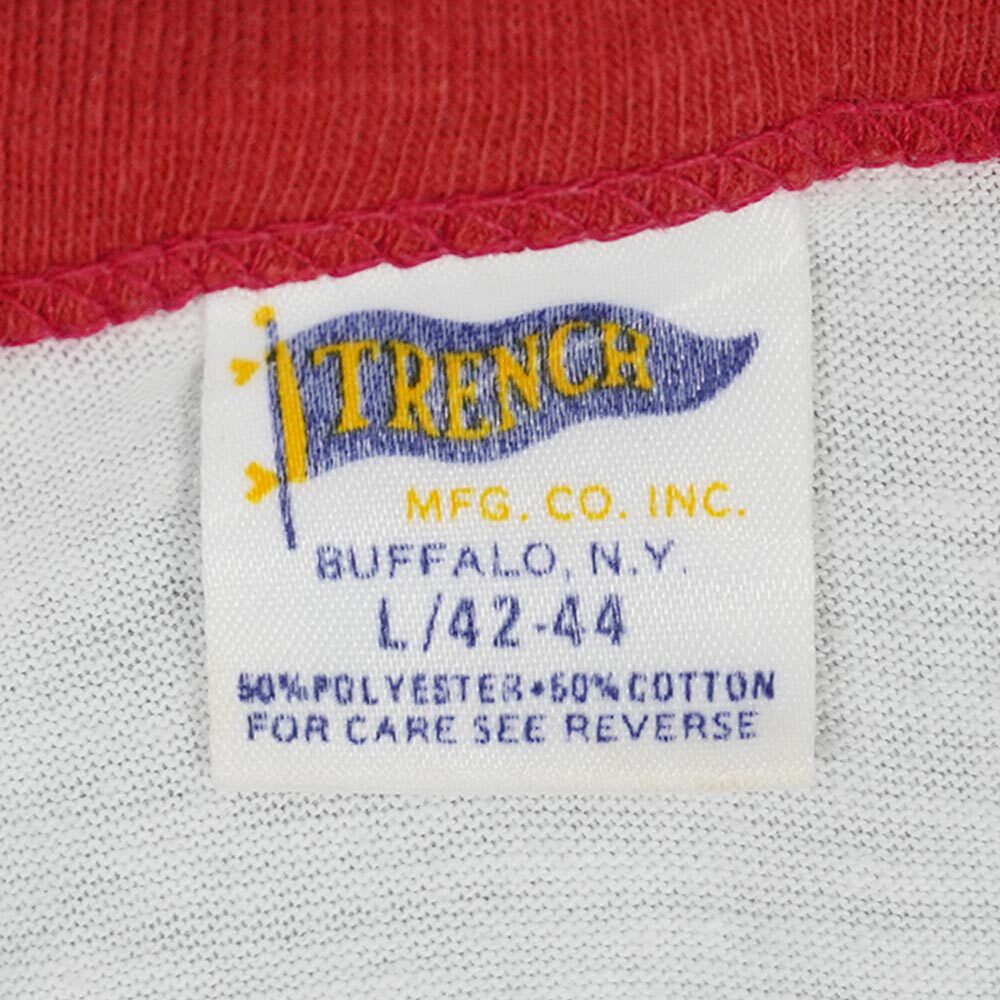 TRENCH
MFG. CO. INC.
BUFFALO, N.Y.
L/42-44
50% POLYESTER • 50% COTTON
FOR CARE SEE REVERSE